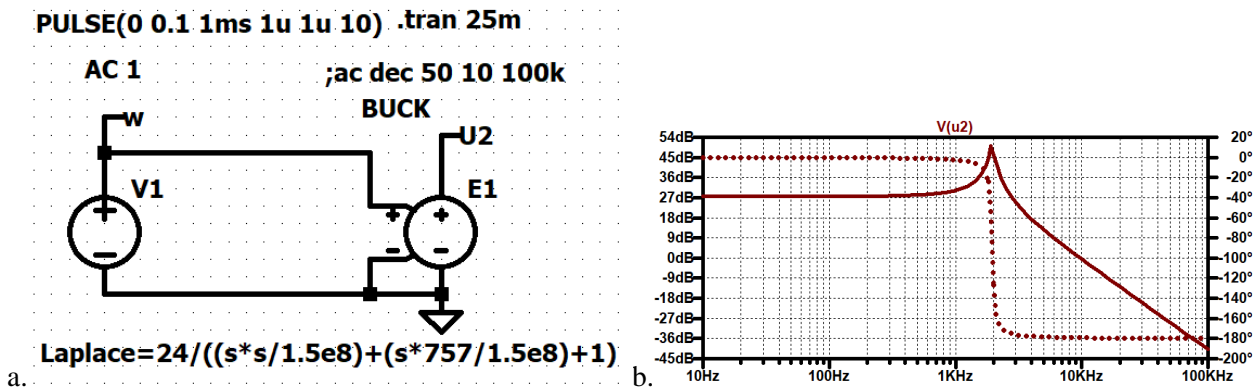 PULSE(0 0.1 1ms 1u 1u 10) .tran 25m
AC 1
;ac dec 50 10 100k
BUCK
w
U2
V1
E1
Laplace=24/((s*s/1.5e8)+(s*757/1.5e8)+1)
a.
b.
V(u2)
54dB
45dB
36dB
27dB
18dB
9dB
0dB
-9dB
-18dB
-27dB
-36dB
-45dB
20°
0°
-20°
-40°
-60°
-80°
-100°
-120°
-140°
-160°
-180°
-200°
10Hz
100Hz
1KHz
10KHz
100KHz